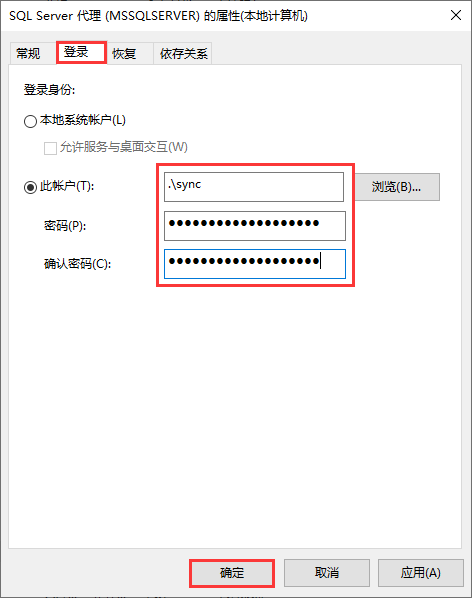 SQL Server 代理 (MSSQLSERVER) 的属性(本地计算机)
常规 登录 恢复 依存关系
登录身份:
本地系统帐户(L)
允许服务与桌面交互(W)
此帐户(T): .\sync 浏览(B)...
密码(P): ●●●●●●●●●●●●●●●●●●●
确认密码(C): ●●●●●●●●●●●●●●●●●●●
确定 取消 应用(A)